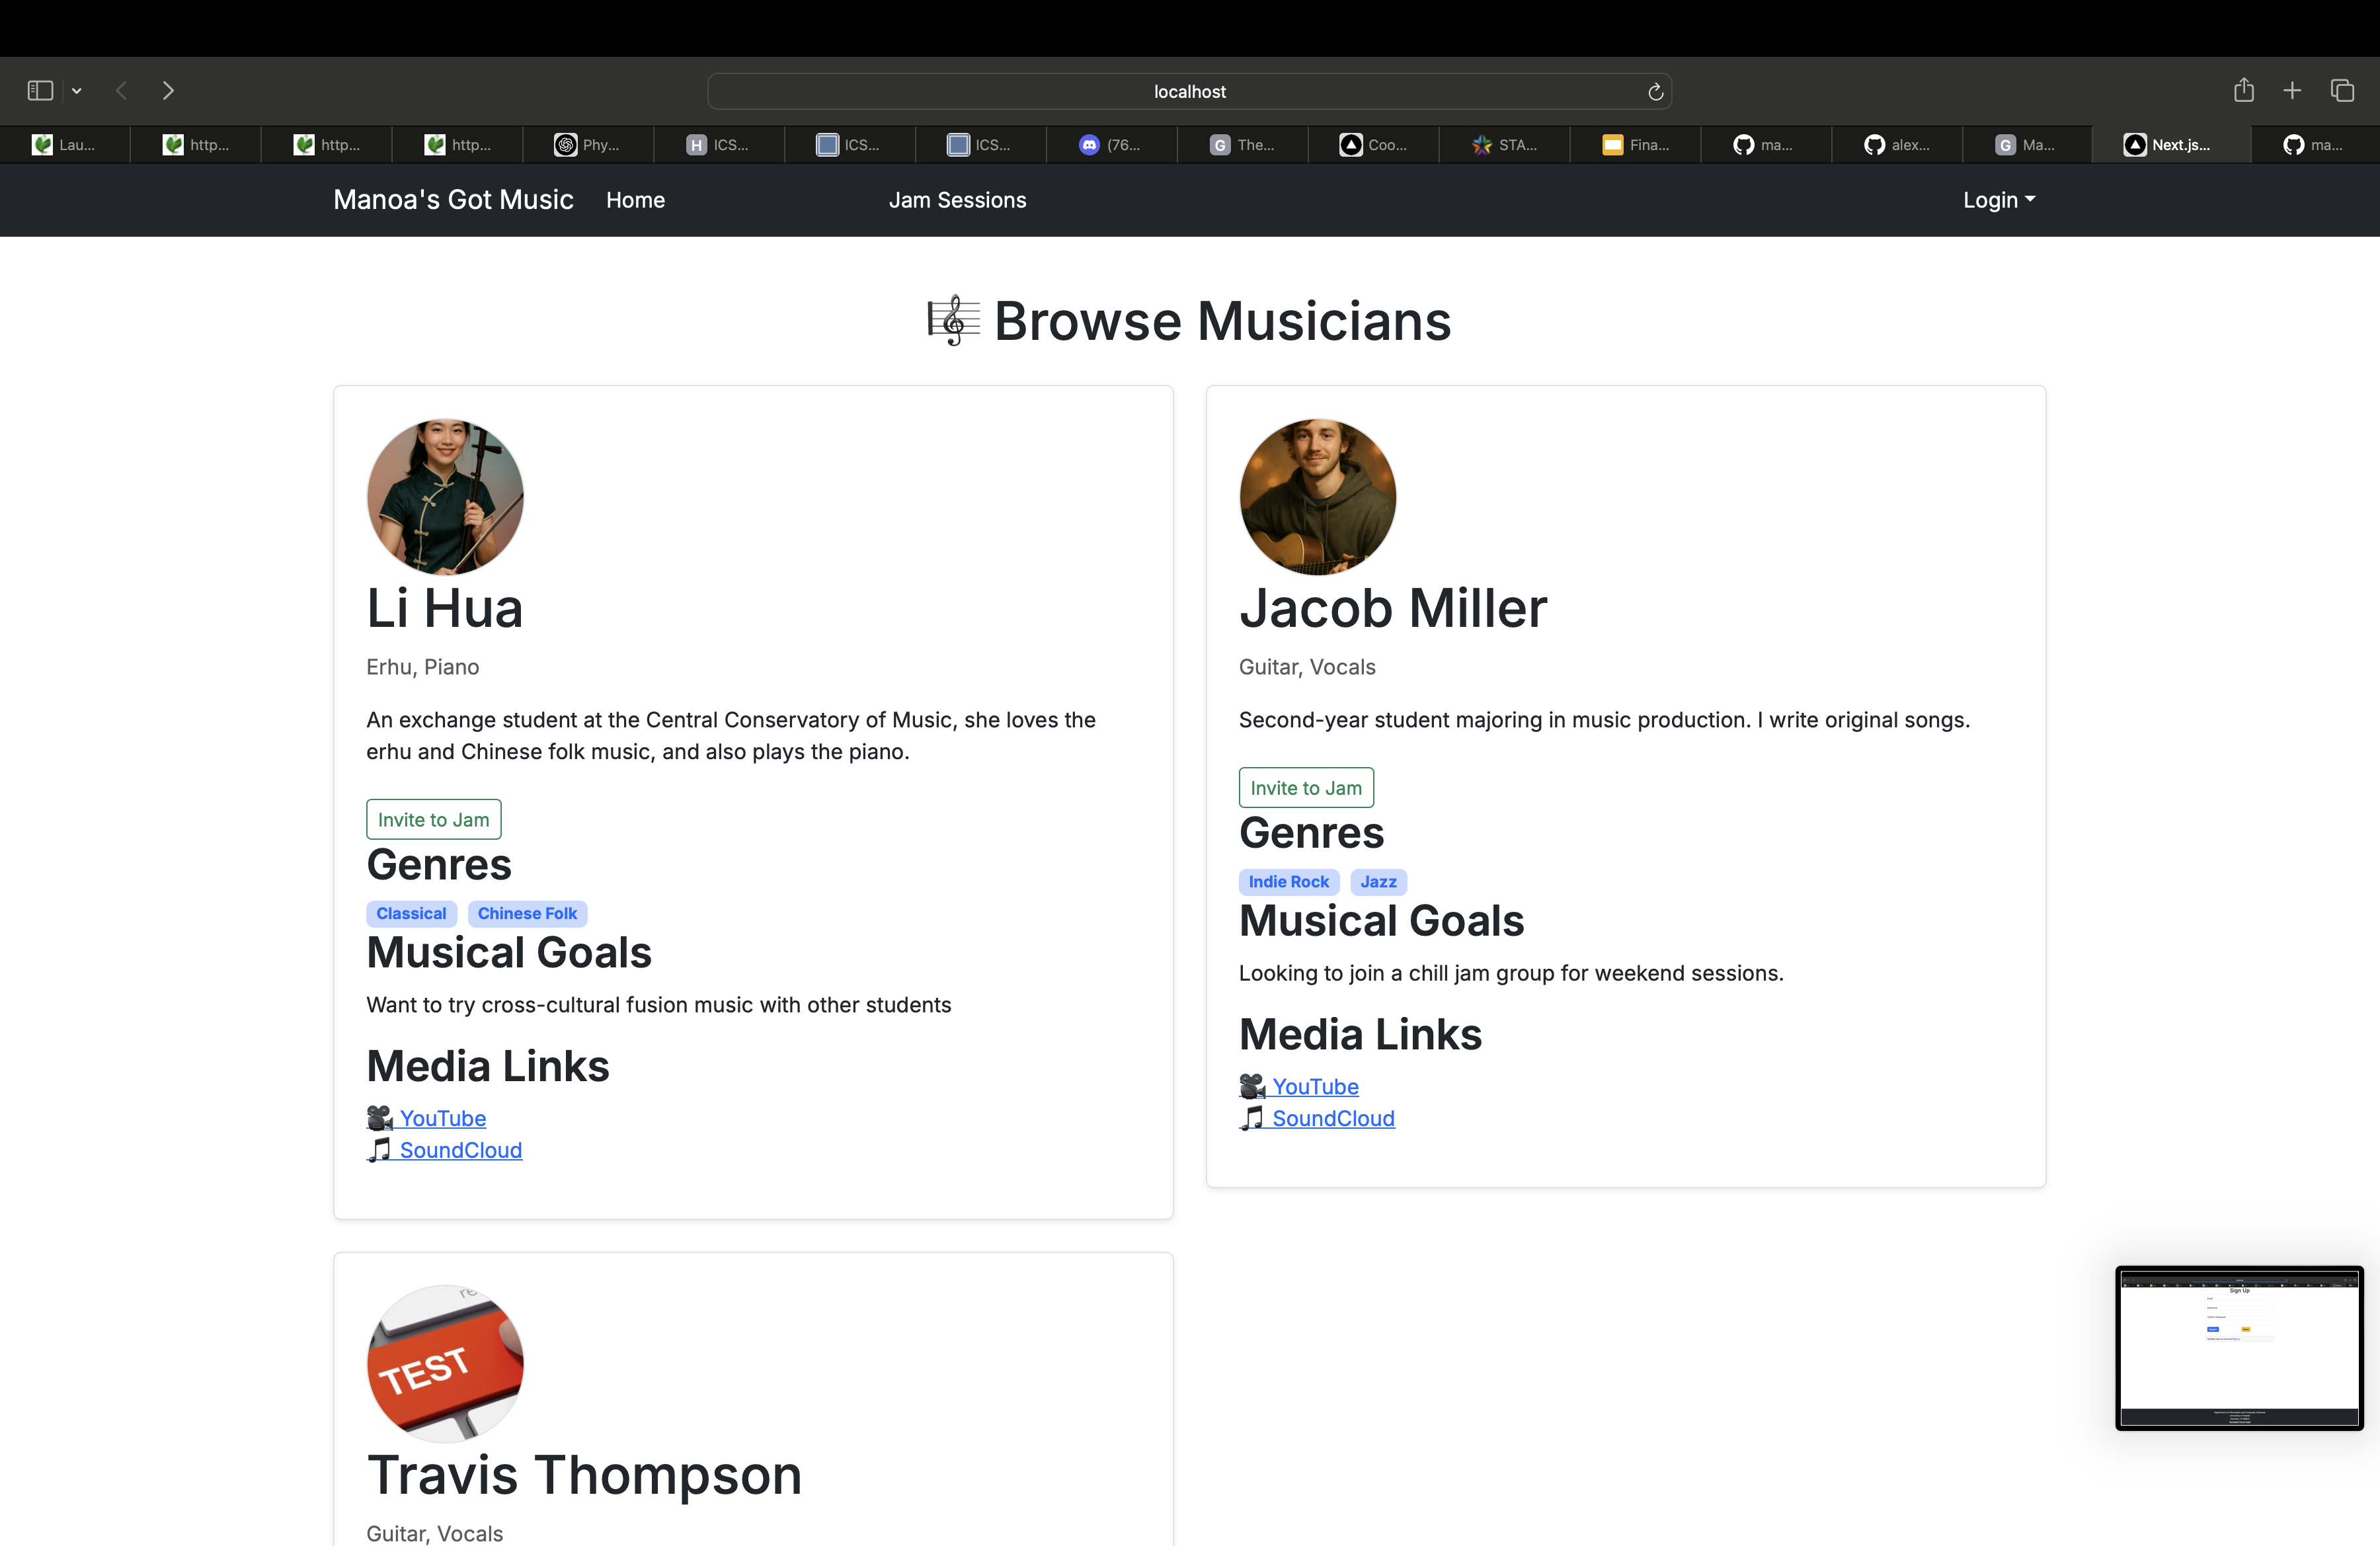 localhost
Lau...
http...
http...
http...
Phy...
H ICS...
ICS...
ICS...
(76...
G The...
Coo...
STA...
Fina...
ma...
alex...
G Ma...
Next.js...
ma...
Manoa's Got Music Home Jam Sessions Login
🎼 Browse Musicians
Li Hua
Erhu, Piano
An exchange student at the Central Conservatory of Music, she loves the
erhu and Chinese folk music, and also plays the piano.
Invite to Jam
Genres
Classical Chinese Folk
Musical Goals
Want to try cross-cultural fusion music with other students
Media Links
🎥 YouTube
🎵 SoundCloud
Jacob Miller
Guitar, Vocals
Second-year student majoring in music production. I write original songs.
Invite to Jam
Genres
Indie Rock Jazz
Musical Goals
Looking to join a chill jam group for weekend sessions.
Media Links
🎥 YouTube
🎵 SoundCloud
re
TEST
Travis Thompson
Guitar, Vocals
Sign Up